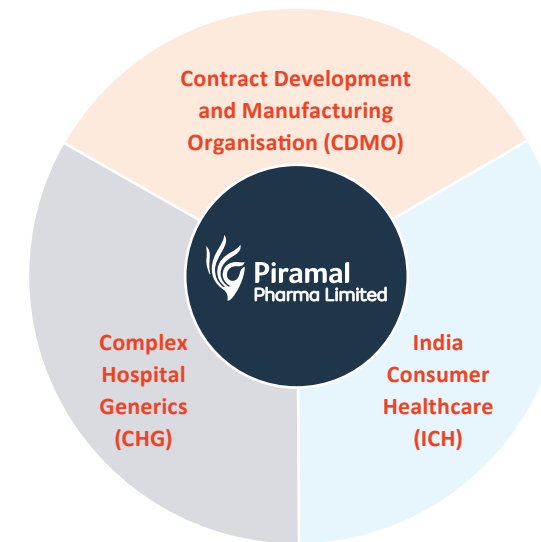 Contract Development
and Manufacturing
Organisation (CDMO)
Piramal
Pharma Limited
Complex
Hospital
Generics
(CHG)
India
Consumer
Healthcare
(ICH)